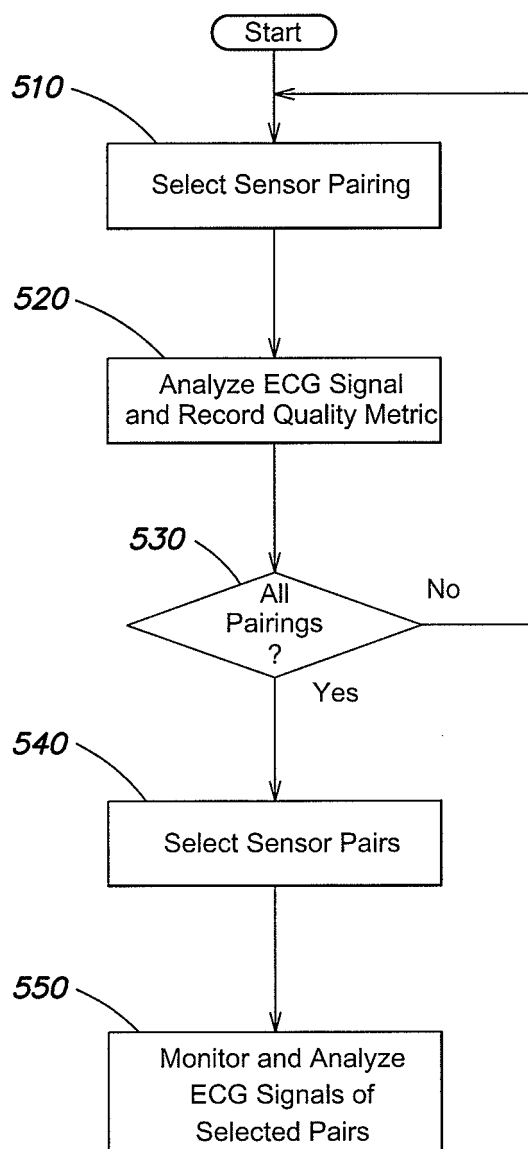 Start
510
Select Sensor Pairing
520
Analyze ECG Signal
and Record Quality Metric
530
All
Pairings
?
No
Yes
540
Select Sensor Pairs
550
Monitor and Analyze
ECG Signals of
Selected Pairs